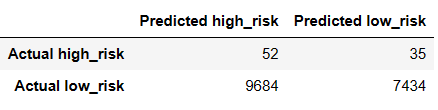 Predicted high_risk Predicted low_risk
Actual high_risk 52 35
Actual low_risk 9684 7434